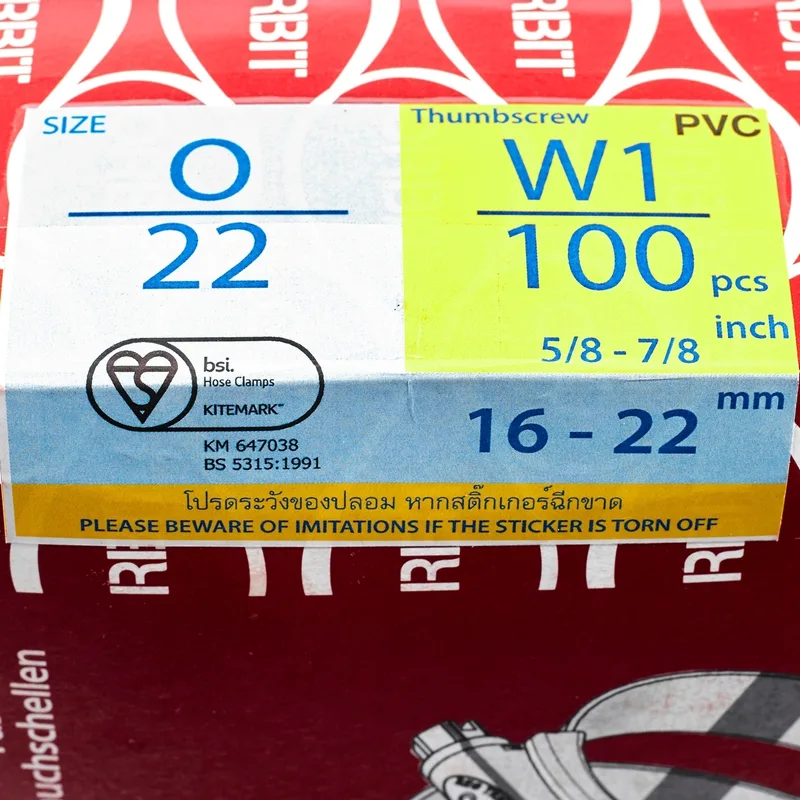 SIZE
O
22
Thumbscrew PVC
W1
100 pcs
5/8 - 7/8 inch
16 - 22 mm
bsi.
Hose Clamps
KITEMARK™
KM 647038
BS 5315:1991
โปรดระวังของปลอม หากสติ๊กเกอร์ฉีกขาด
PLEASE BEWARE OF IMITATIONS IF THE STICKER IS TORN OFF